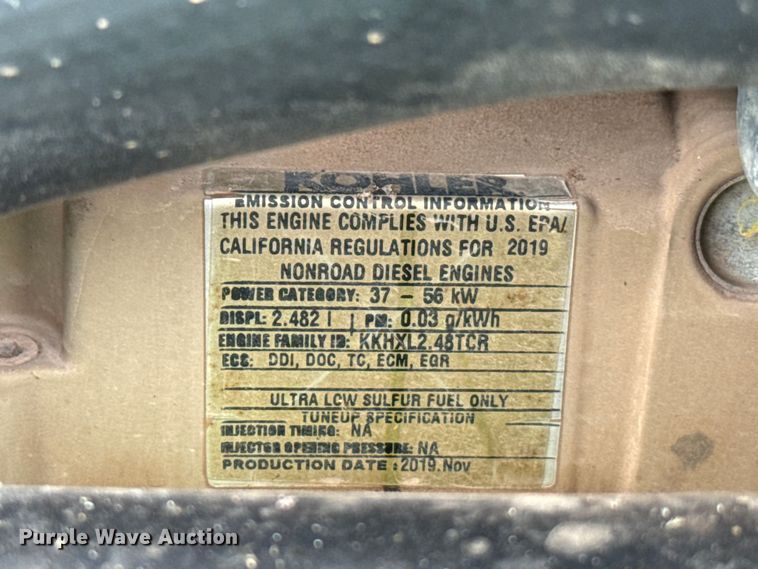 KOHLER
EMISSION CONTROL INFORMATION
THIS ENGINE COMPLIES WITH U.S. EPA/
CALIFORNIA REGULATIONS FOR 2019
NONROAD DIESEL ENGINES
POWER CATEGORY: 37 - 56 kW
DISPL: 2.482 l | PM: 0.03 g/kWh
ENGINE FAMILY ID: KKHXL2.48TCR
ECS: DDI, DOC, TC, ECM, EGR
ULTRA LOW SULFUR FUEL ONLY
TUNEUP SPECIFICATION
INJECTION TIMING: NA
INJECTOR OPENING PRESSURE: NA
PRODUCTION DATE : 2019.Nov
Purple Wave Auction